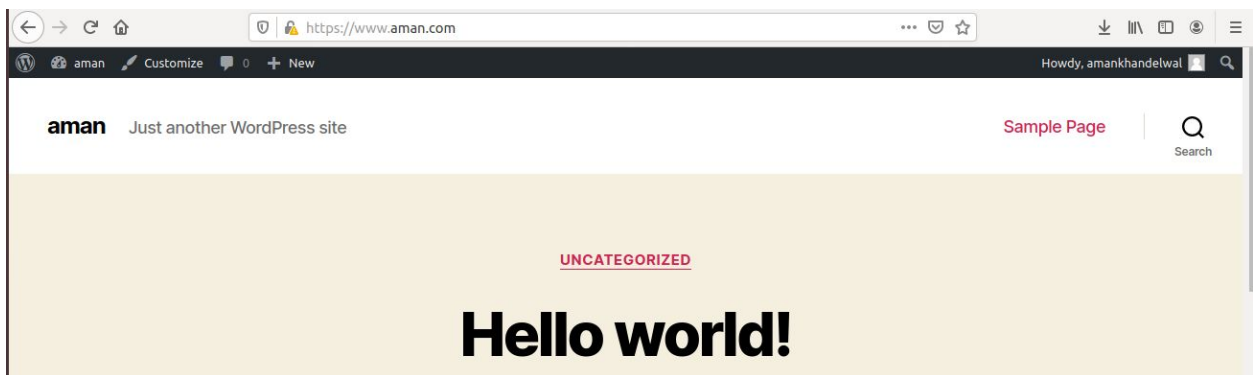 https://www.aman.com
aman Customize 0 + New Howdy, amankhandelwal
aman Just another WordPress site Sample Page
Search
UNCATEGORIZED
Hello world!